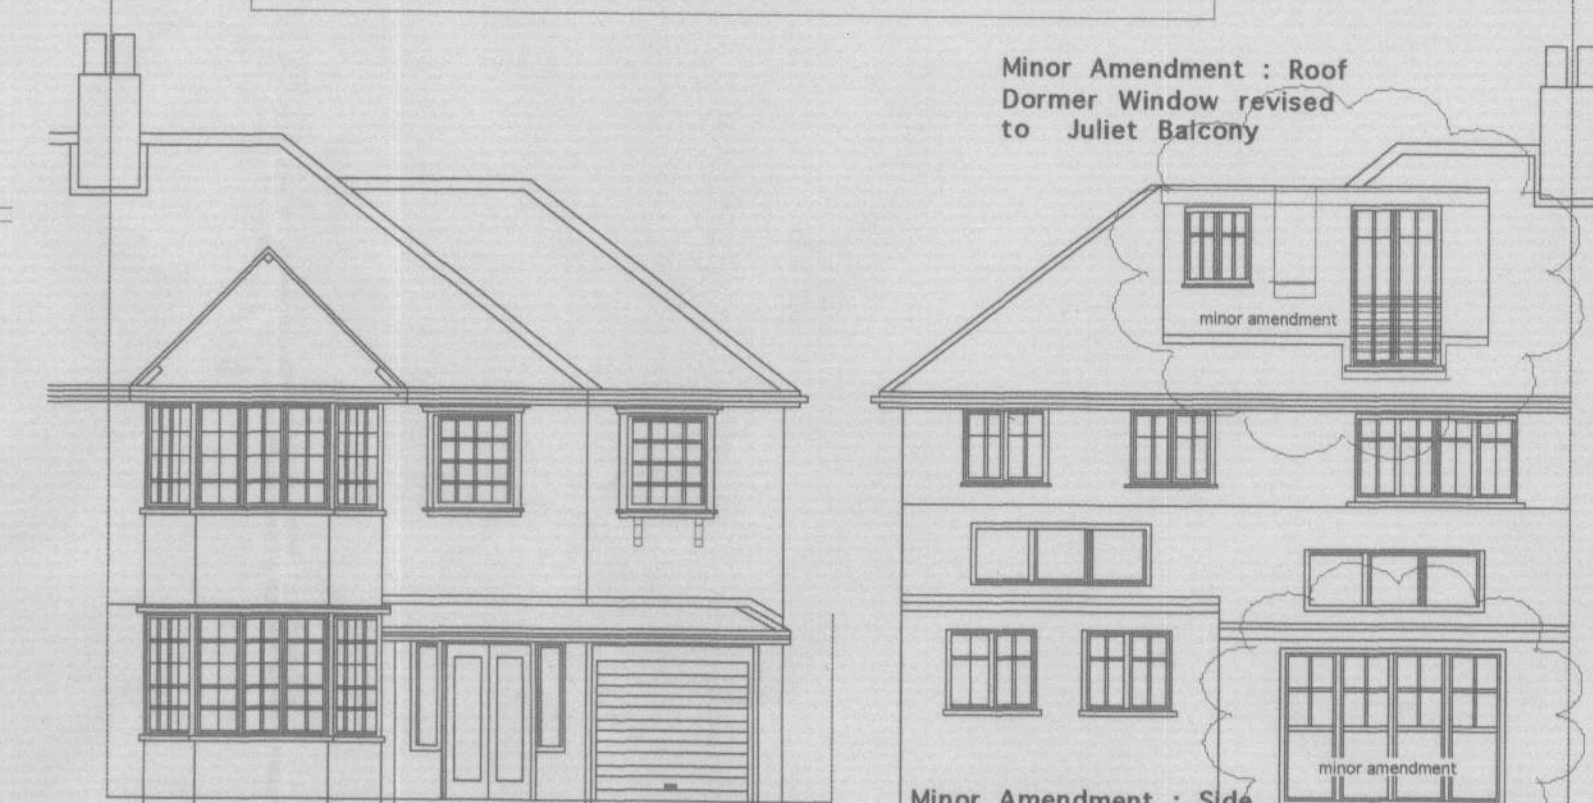 Minor Amendment : Roof
Dormer Window revised
to Juliet Balcony
minor amendment
minor amendment
Minor Amendment : Side